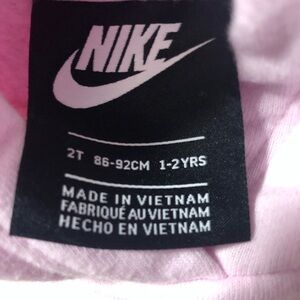 NIKE
2T 86-92CM 1-2YRS
MADE IN VIETNAM
FABRIQUÉ AU VIETNAM
HECHO EN VIETNAM